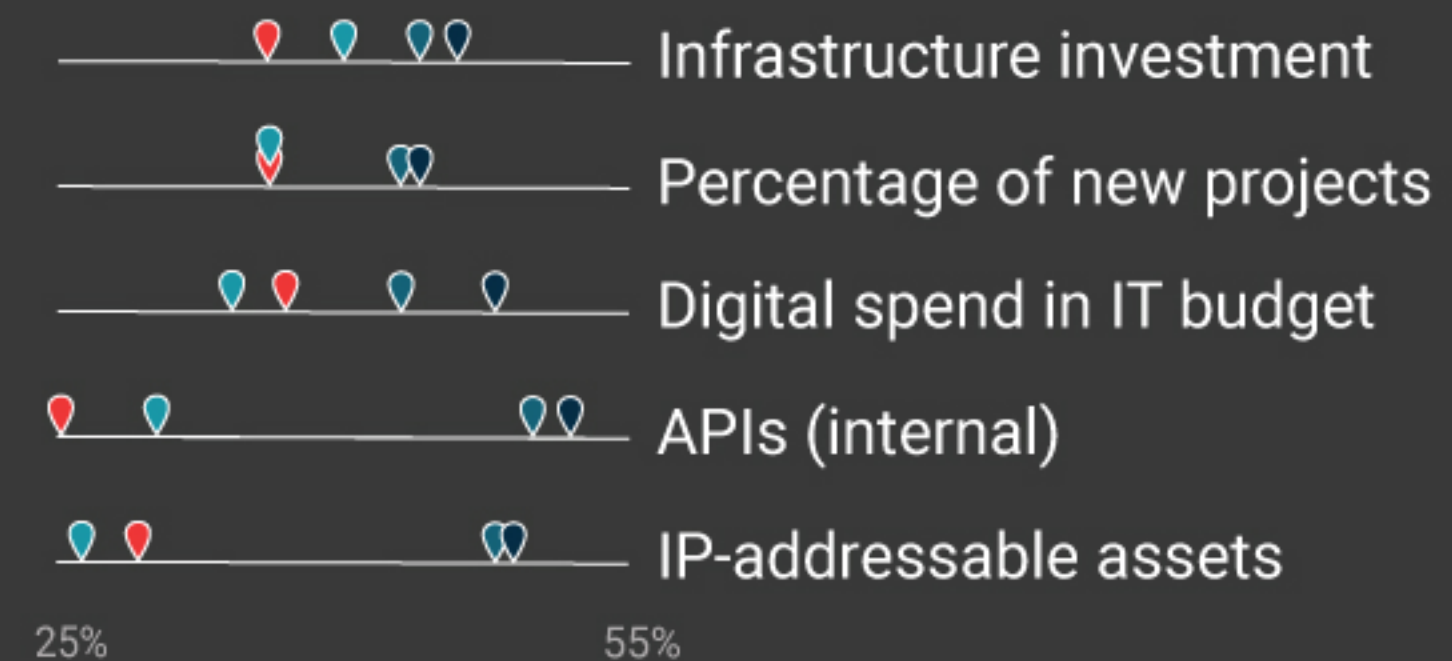 Infrastructure investment
Percentage of new projects
Digital spend in IT budget
APIs (internal)
IP-addressable assets
25% 55%